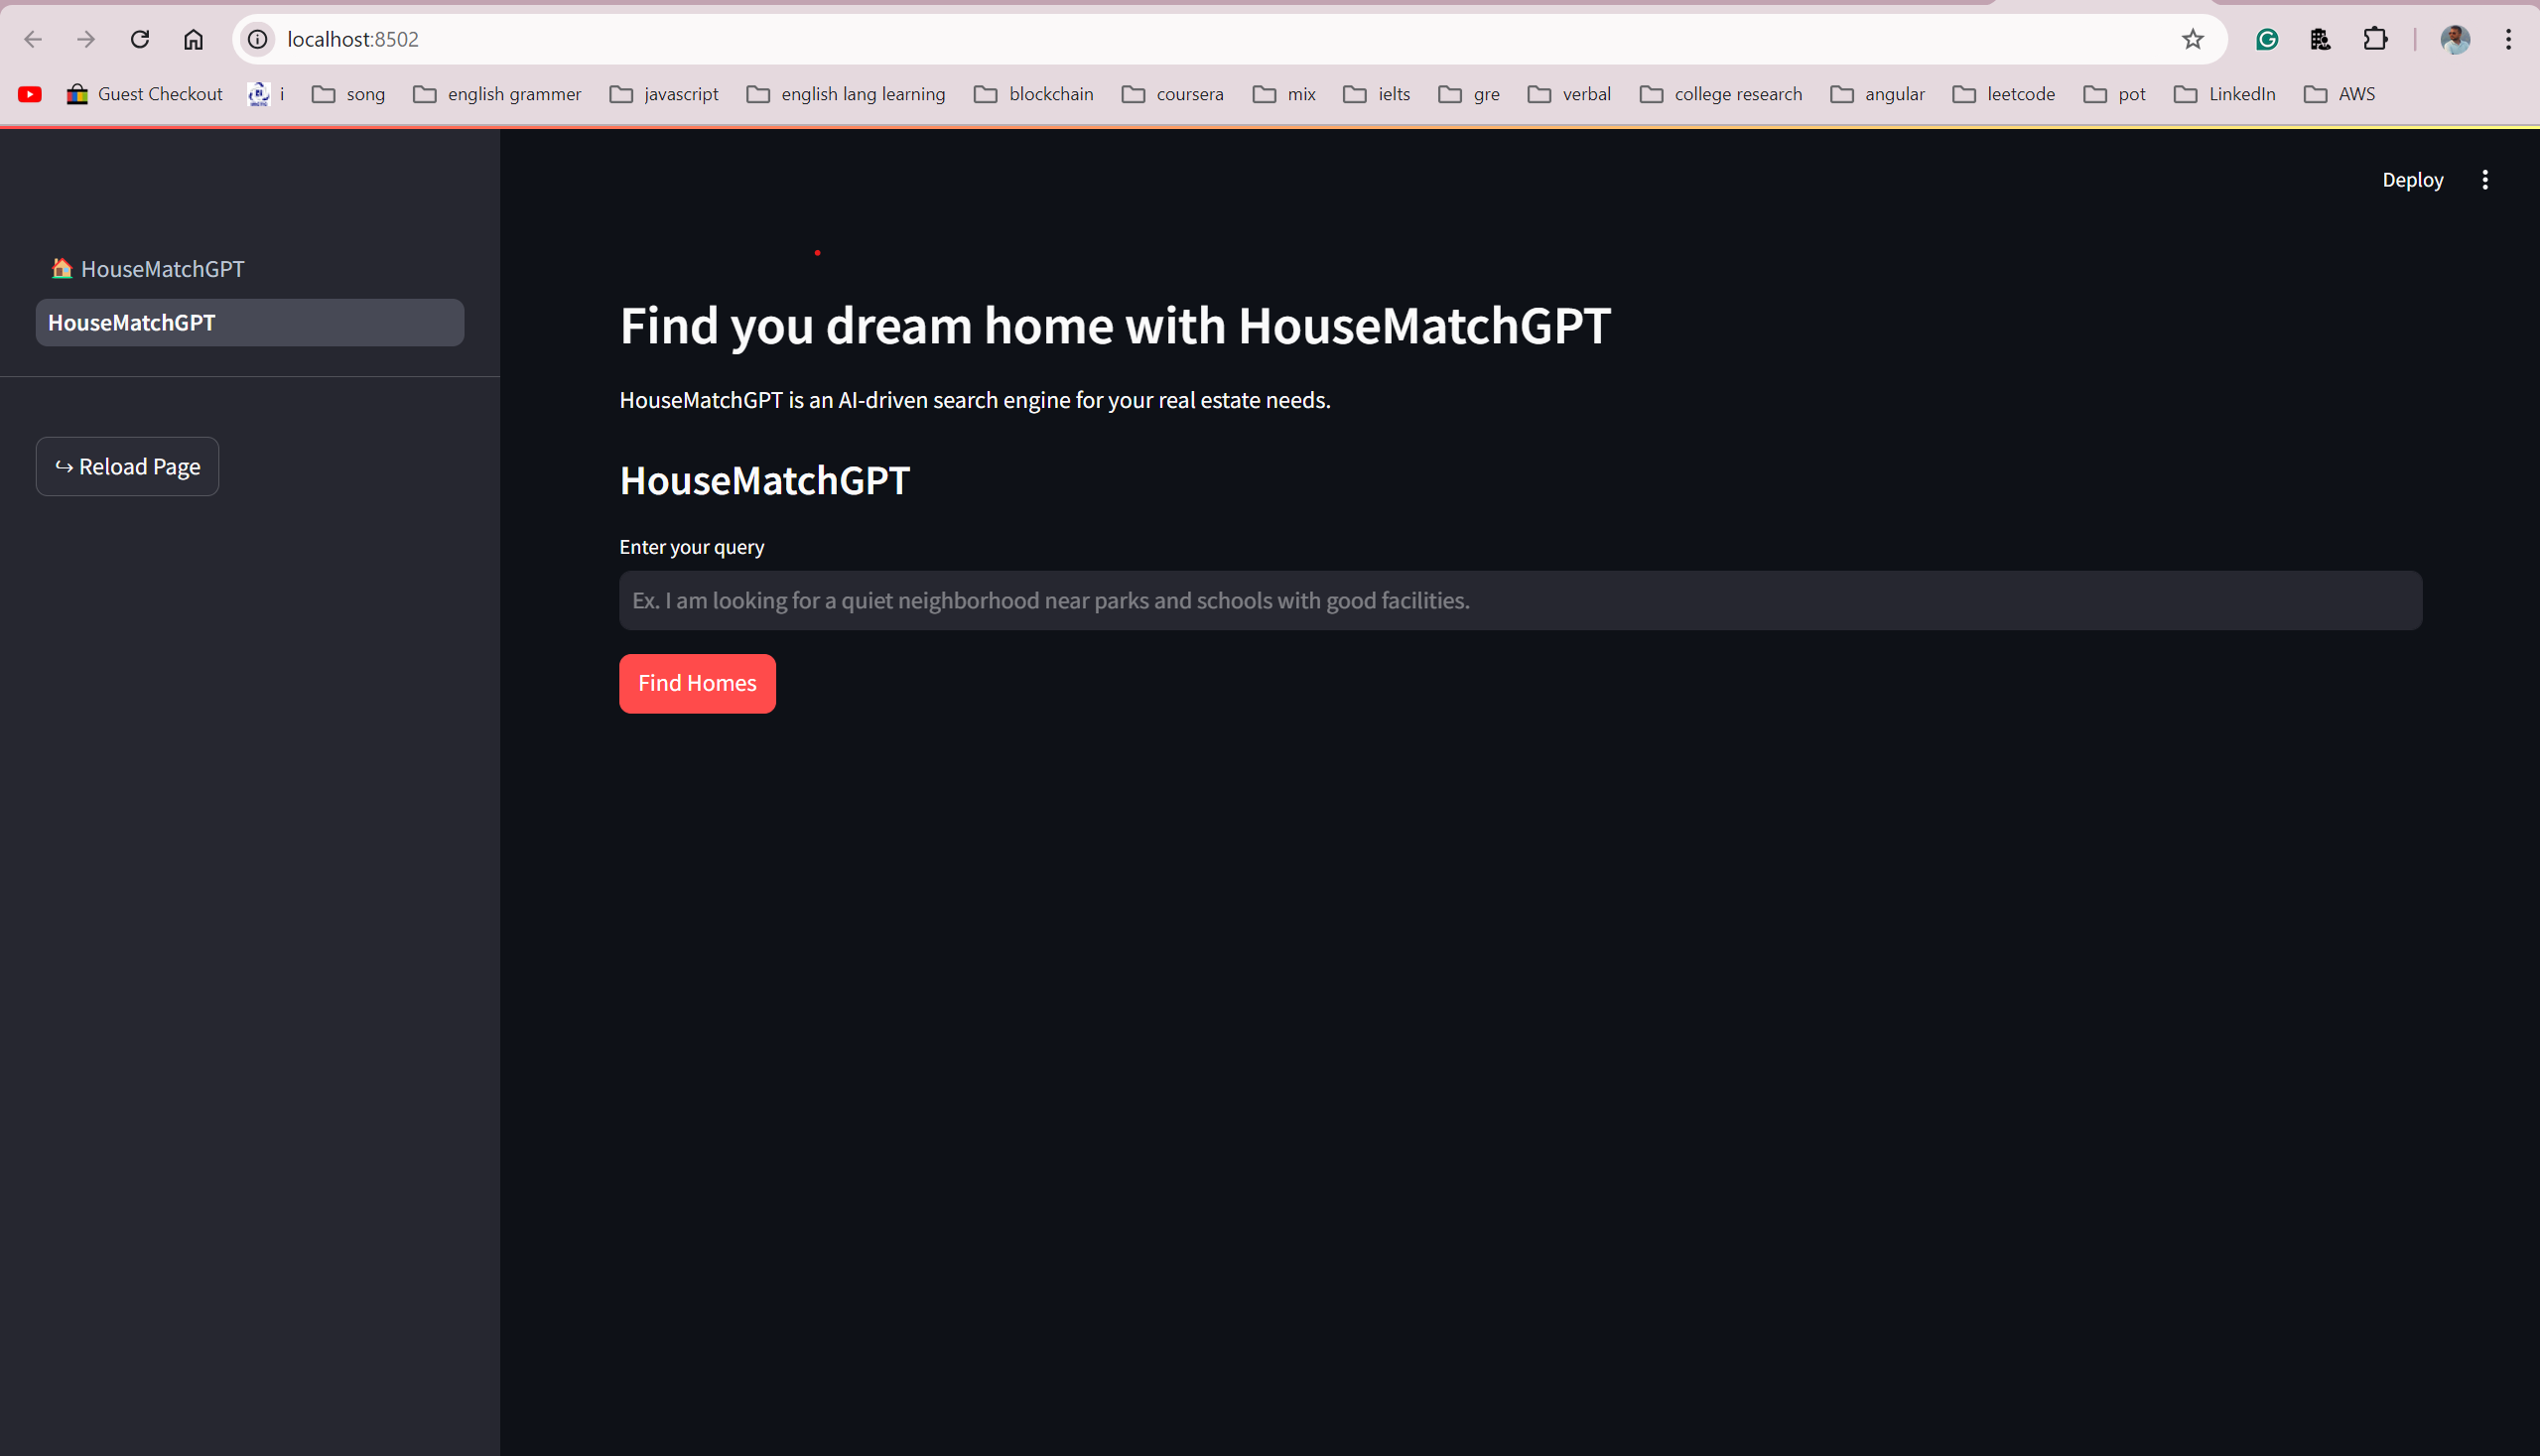 localhost:8502
Guest Checkout i song english grammer javascript english lang learning blockchain coursera mix ielts gre verbal college research angular leetcode pot LinkedIn AWS
Deploy
HouseMatchGPT
HouseMatchGPT
↪ Reload Page
Find you dream home with HouseMatchGPT
HouseMatchGPT is an AI-driven search engine for your real estate needs.
HouseMatchGPT
Enter your query
Ex. I am looking for a quiet neighborhood near parks and schools with good facilities.
Find Homes